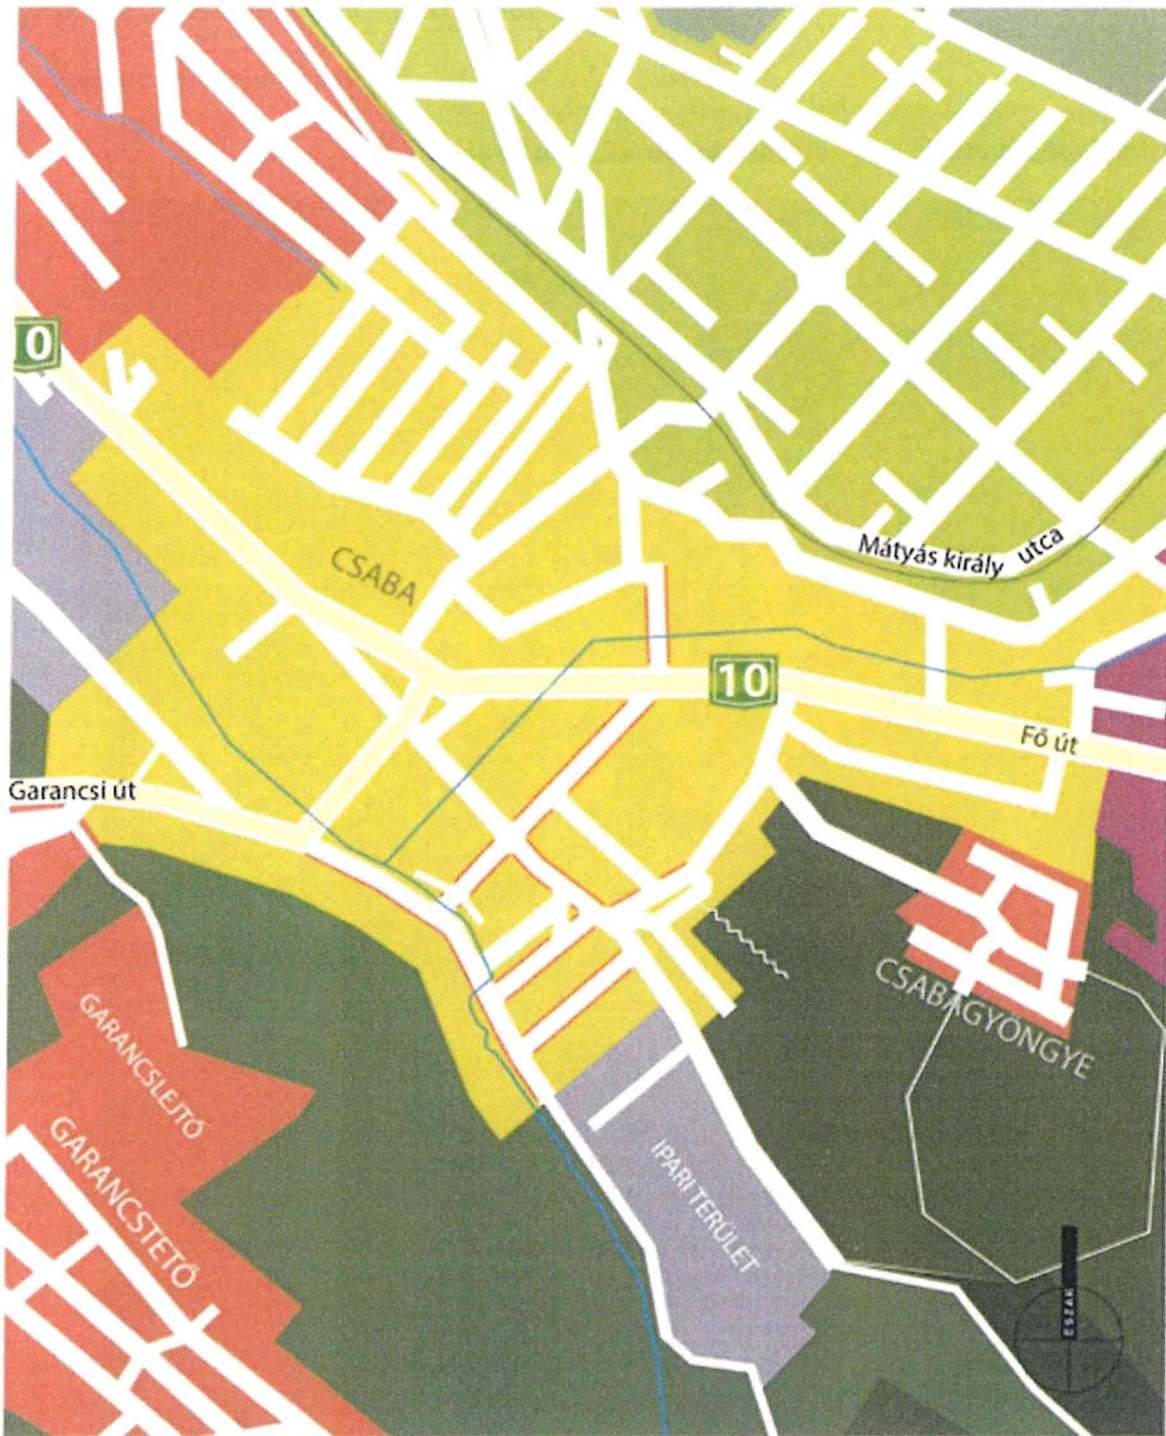 0
CSABA
Mátyás király utca
10
Fő út
Garancsi út
CSABAGYÖNGYE
GARANCSLEJTŐ
GARANCSTETŐ
IPARI TERÜLET
ÉSZAK